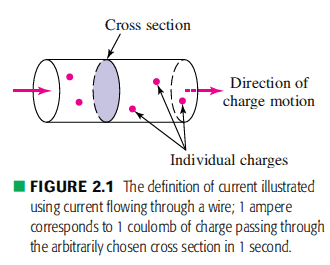 Cross section
Direction of
charge motion
Individual charges
FIGURE 2.1 The definition of current illustrated
using current flowing through a wire; 1 ampere
corresponds to 1 coulomb of charge passing through
the arbitrarily chosen cross section in 1 second.